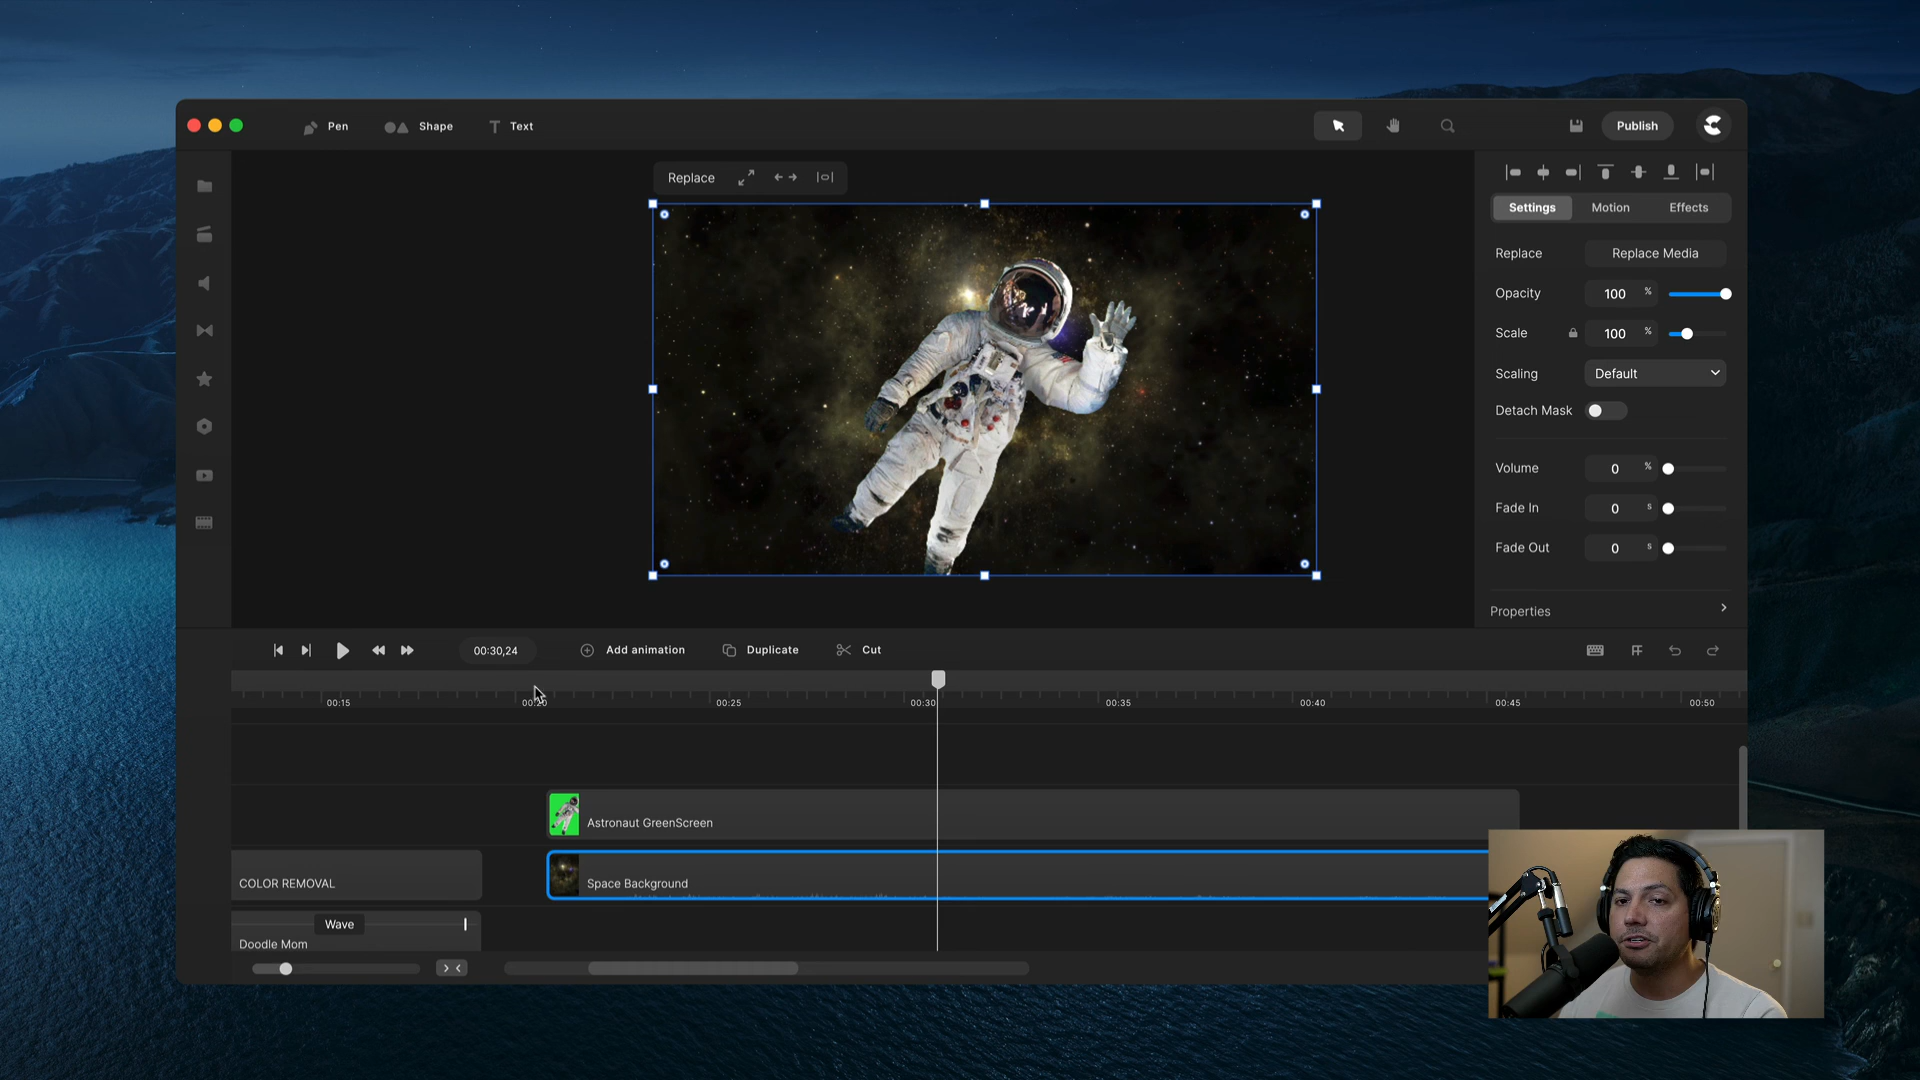 Pen
Shape
Text
Publish
Replace
Settings
Motion
Effects
Replace
Replace Media
Opacity
100 %
Scale
100 %
Scaling
Default
Detach Mask
Volume
0 %
Fade In
0 s
Fade Out
0 s
Properties
00:30,24
Add animation
Duplicate
Cut
00:15
00:20
00:25
00:30
00:35
00:40
00:45
00:50
Astronaut GreenScreen
COLOR REMOVAL
Space Background
Wave
Doodle Mom